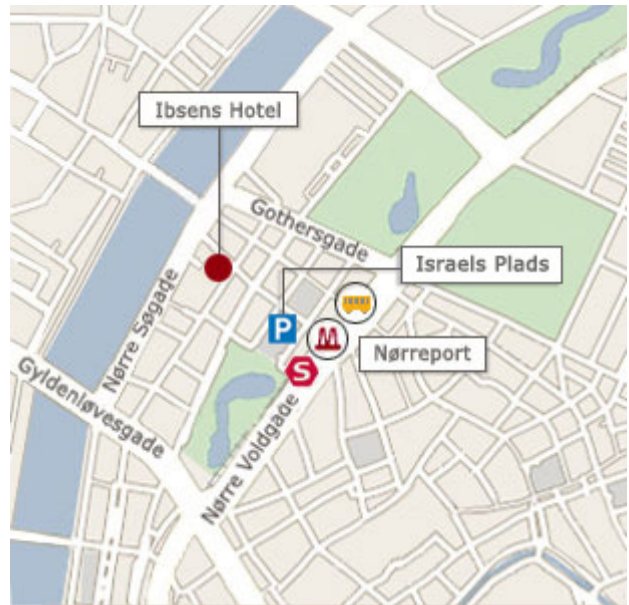 Ibsens Hotel
Gothersgade
Israels Plads
P
Nørreport
S
Nørre Søgade
Gyldenløvesgade
Nørre Voldgade